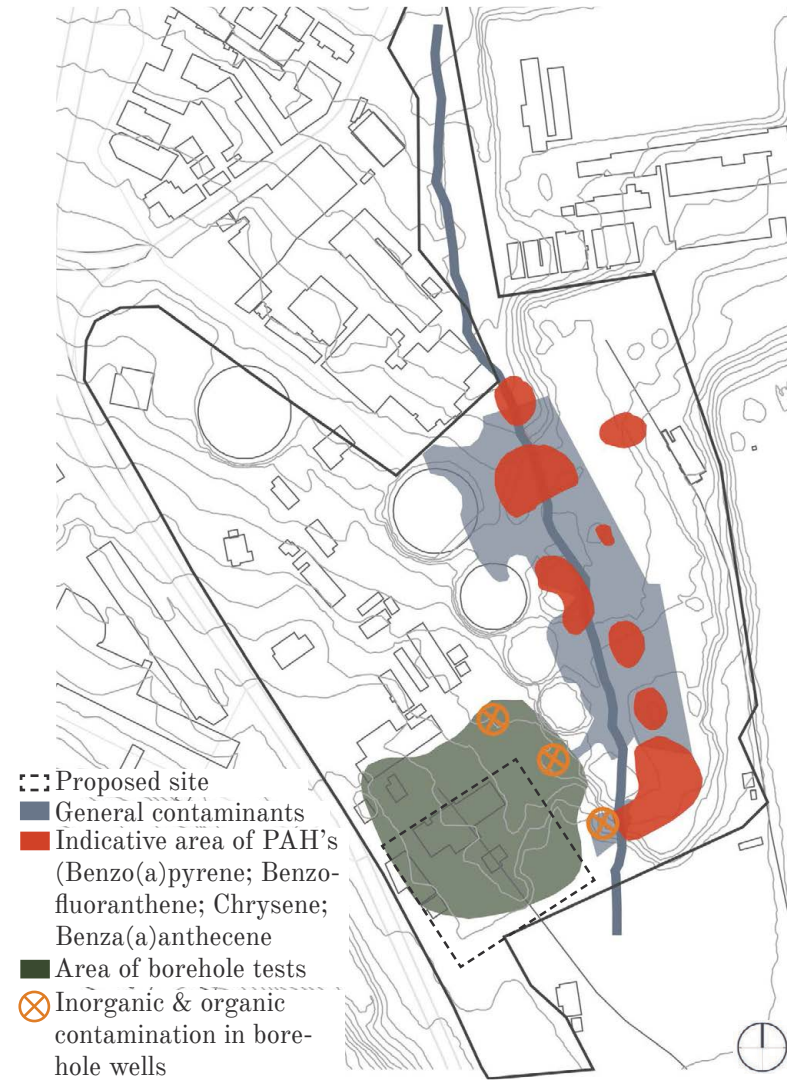 Proposed site
General contaminants
Indicative area of PAH's
(Benzo(a)pyrene; Benzo-
fluoranthene; Chrysene;
Benza(a)anthecene
Area of borehole tests
Inorganic & organic
contamination in bore-
hole wells